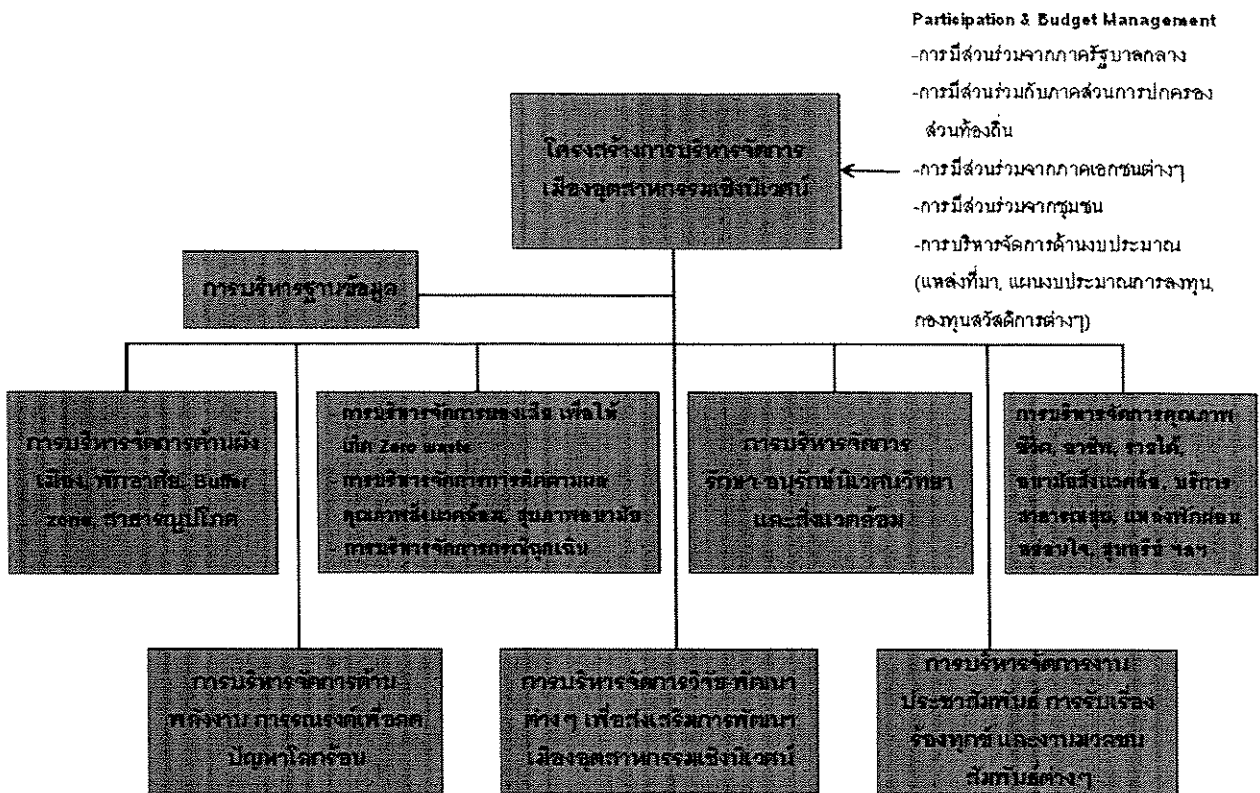 Participation & Budget Management
-การมีส่วนร่วมจากภาครัฐบาลกลาง
-การมีส่วนร่วมกับภาคส่วนการปกครอง
ส่วนท้องถิ่น
-การมีส่วนร่วมจากภาคเอกชนต่างๆ
-การมีส่วนร่วมจากชุมชน
-การบริหารจัดการด้านงบประมาณ
(แหล่งที่มา, แผนงบประมาณการลงทุน,
กองทุนสวัสดิการต่างๆ)
โครงสร้างการบริหารจัดการ
เมืองอุตสาหกรรมเชิงนิเวศน์
การบริหารฐานข้อมูล
การบริหารจัดการด้านผัง
เมือง, พักอาศัย, Buffer
zone, สาธารณูปโภค
- การบริหารจัดการของเสีย เพื่อให้
เกิด Zero waste
- การบริหารจัดการการติดตามผล
คุณภาพสิ่งแวดล้อม, สุขภาพอนามัย
- การบริหารจัดการกรณีฉุกเฉิน
การบริหารจัดการ
รักษา อนุรักษ์นิเวศนวิทยา
และสิ่งแวดล้อม
การบริหารจัดการคุณภาพ
ชีวิต, อาชีพ, รายได้,
อนามัยสิ่งแวดล้อม, บริการ
สาธารณสุข, แหล่งพักผ่อน
หย่อนใจ, สุนทรีย์ ฯลฯ
การบริหารจัดการด้าน
พลังงาน การรณรงค์เพื่อลด
ปัญหาโลกร้อน
การบริหารจัดการวิจัย พัฒนา
ต่างๆ เพื่อส่งเสริมการพัฒนา
เมืองอุตสาหกรรมเชิงนิเวศน์
การบริหารจัดการงาน
ประชาสัมพันธ์ การรับเรื่อง
ร้องทุกข์ และงานมวลชน
สัมพันธ์ต่างๆ